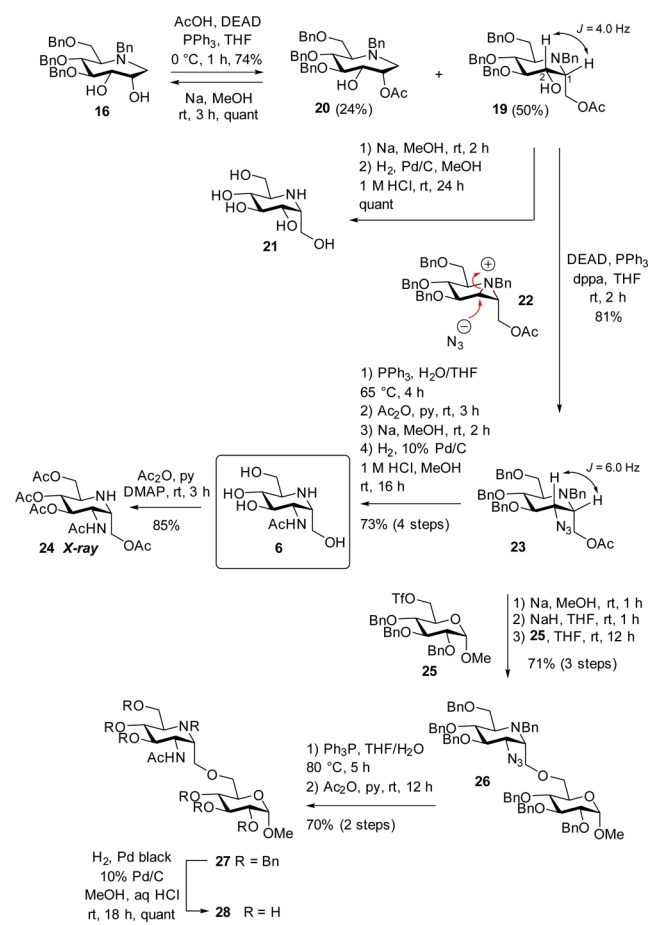 AcOH, DEAD
PPh3, THF
0 °C, 1 h, 74%
Na, MeOH
rt, 3 h, quant
BnO
BnO
BnO
Bn
N
HO
OH
16
BnO
BnO
BnO
Bn
N
HO
OAc
20 (24%)
+
J = 4.0 Hz
BnO
BnO
BnO
H
NBn
H
2
1
HO
OAc
19 (50%)
1) Na, MeOH, rt, 2 h
2) H2, Pd/C, MeOH
1 M HCl, rt, 24 h
quant
HO
HO
HO
NH
HO
OH
21
DEAD, PPh3
dppa, THF
rt, 2 h
81%
BnO
BnO
BnO
+
NBn
22
−
N3
OAc
1) PPh3, H2O/THF
65 °C, 4 h
2) Ac2O, py, rt, 3 h
3) Na, MeOH, rt, 2 h
4) H2, 10% Pd/C
1 M HCl, MeOH
rt, 16 h
73% (4 steps)
AcO
AcO
AcO
NH
AcHN
OAc
24 X-ray
Ac2O, py
DMAP, rt, 3 h
85%
HO
HO
HO
NH
AcHN
OH
6
J = 6.0 Hz
BnO
BnO
BnO
H
NBn
H
N3
OAc
23
TfO
BnO
BnO
O
BnO
OMe
25
1) Na, MeOH, rt, 1 h
2) NaH, THF, rt, 1 h
3) 25, THF, rt, 12 h
71% (3 steps)
RO
RO
RO
NR
AcHN
O
RO
RO
O
RO
OMe
1) Ph3P, THF/H2O
80 °C, 5 h
2) Ac2O, py, rt, 12 h
70% (2 steps)
BnO
BnO
BnO
NBn
N3
O
26
BnO
BnO
O
BnO
OMe
H2, Pd black
10% Pd/C
MeOH, aq HCl
rt, 18 h, quant
27 R = Bn
28 R = H